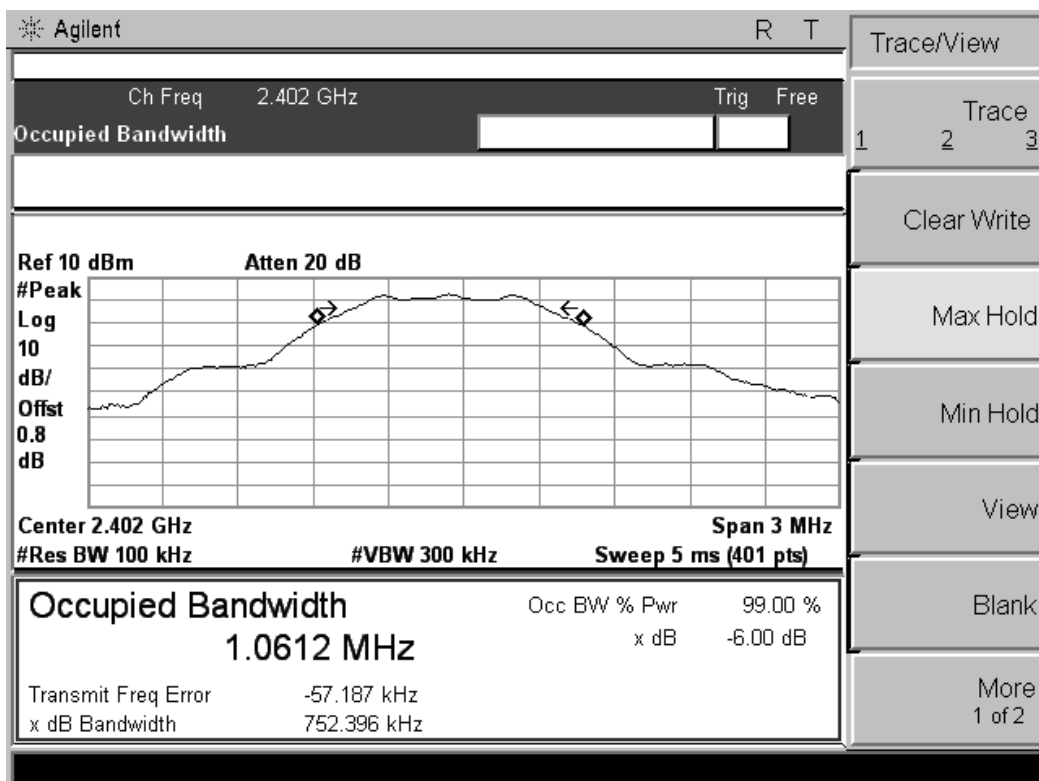 Agilent R T
Trace/View
Ch Freq 2.402 GHz Trig Free
Occupied Bandwidth
Trace
1 2 3
Clear Write
Max Hold
Min Hold
View
Blank
More
1 of 2
Ref 10 dBm Atten 20 dB
#Peak
Log
10
dB/
Offst
0.8
dB
Center 2.402 GHz Span 3 MHz
#Res BW 100 kHz #VBW 300 kHz Sweep 5 ms (401 pts)
Occupied Bandwidth Occ BW % Pwr 99.00 %
1.0612 MHz x dB -6.00 dB
Transmit Freq Error -57.187 kHz
x dB Bandwidth 752.396 kHz